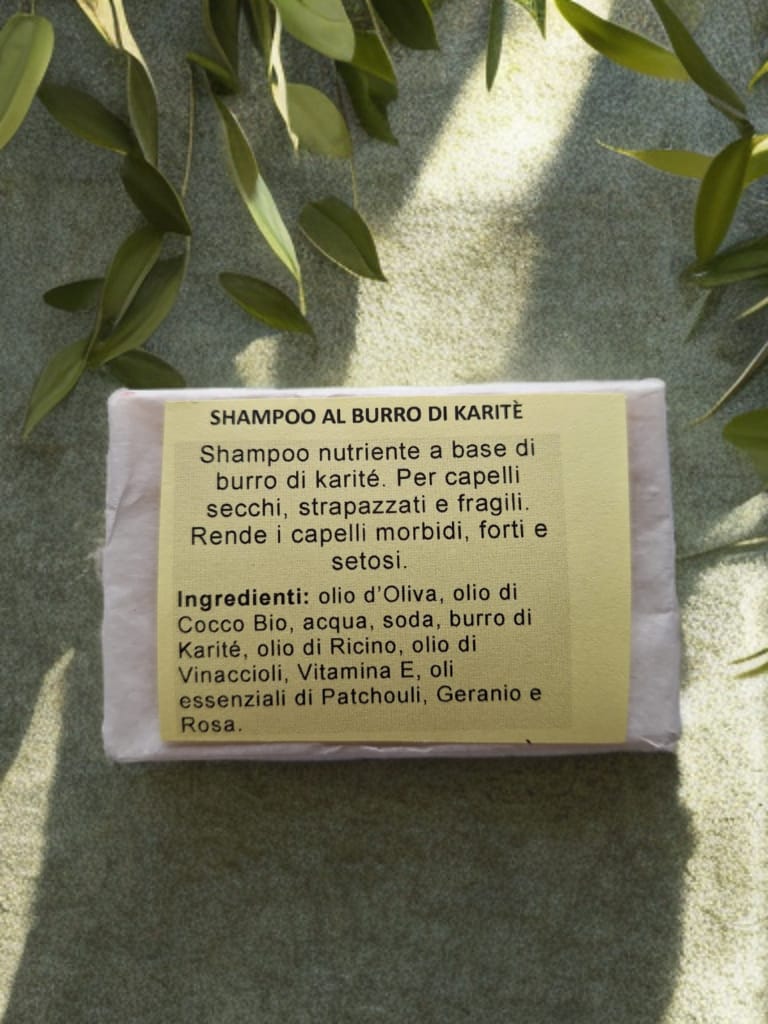 SHAMPOO AL BURRO DI KARITÈ
Shampoo nutriente a base di
burro di karité. Per capelli
secchi, strapazzati e fragili.
Rende i capelli morbidi, forti e
setosi.
Ingredienti: olio d'Oliva, olio di
Cocco Bio, acqua, soda, burro di
Karité, olio di Ricino, olio di
Vinaccioli, Vitamina E, oli
essenziali di Patchouli, Geranio e
Rosa.